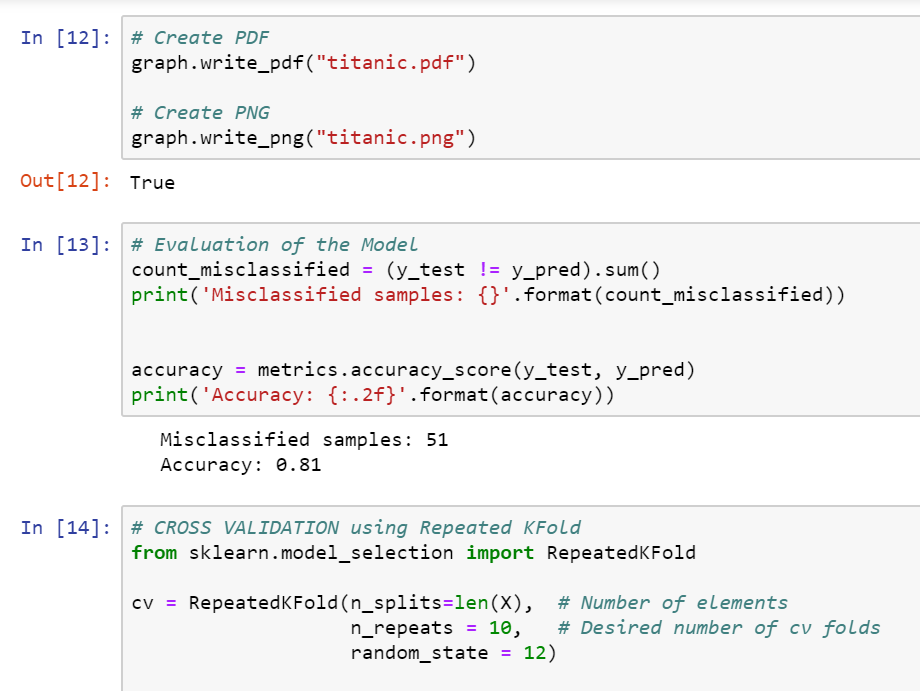 In [12]:
# Create PDF
graph.write_pdf("titanic.pdf")
# Create PNG
graph.write_png("titanic.png")
Out[12]: True
In [13]:
# Evaluation of the Model
count_misclassified = (y_test != y_pred).sum()
print('Misclassified samples: {}'.format(count_misclassified))
accuracy = metrics.accuracy_score(y_test, y_pred)
print('Accuracy: {:.2f}'.format(accuracy))
Misclassified samples: 51
Accuracy: 0.81
In [14]:
# CROSS VALIDATION using Repeated KFold
from sklearn.model_selection import RepeatedKFold
cv = RepeatedKFold(n_splits=len(X),  # Number of elements
n_repeats = 10,   # Desired number of cv folds
random_state = 12)